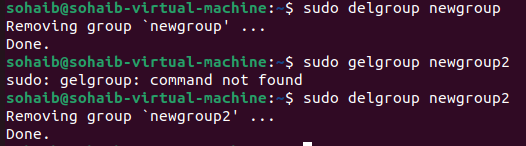 sohaib@sohaib-virtual-machine:~$ sudo delgroup newgroup
Removing group `newgroup' ...
Done.
sohaib@sohaib-virtual-machine:~$ sudo gelgroup newgroup2
sudo: gelgroup: command not found
sohaib@sohaib-virtual-machine:~$ sudo delgroup newgroup2
Removing group `newgroup2' ...
Done.